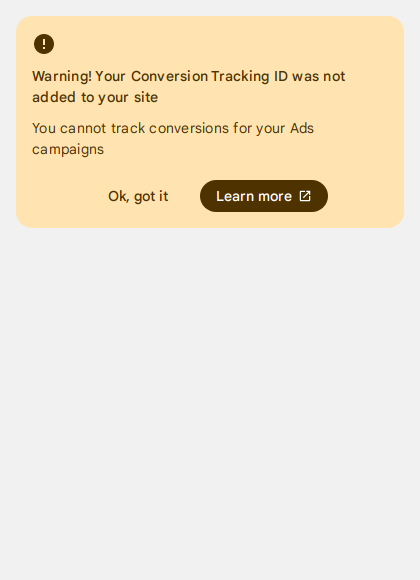 Warning! Your Conversion Tracking ID was not
added to your site
You cannot track conversions for your Ads
campaigns
Ok, got it
Learn more